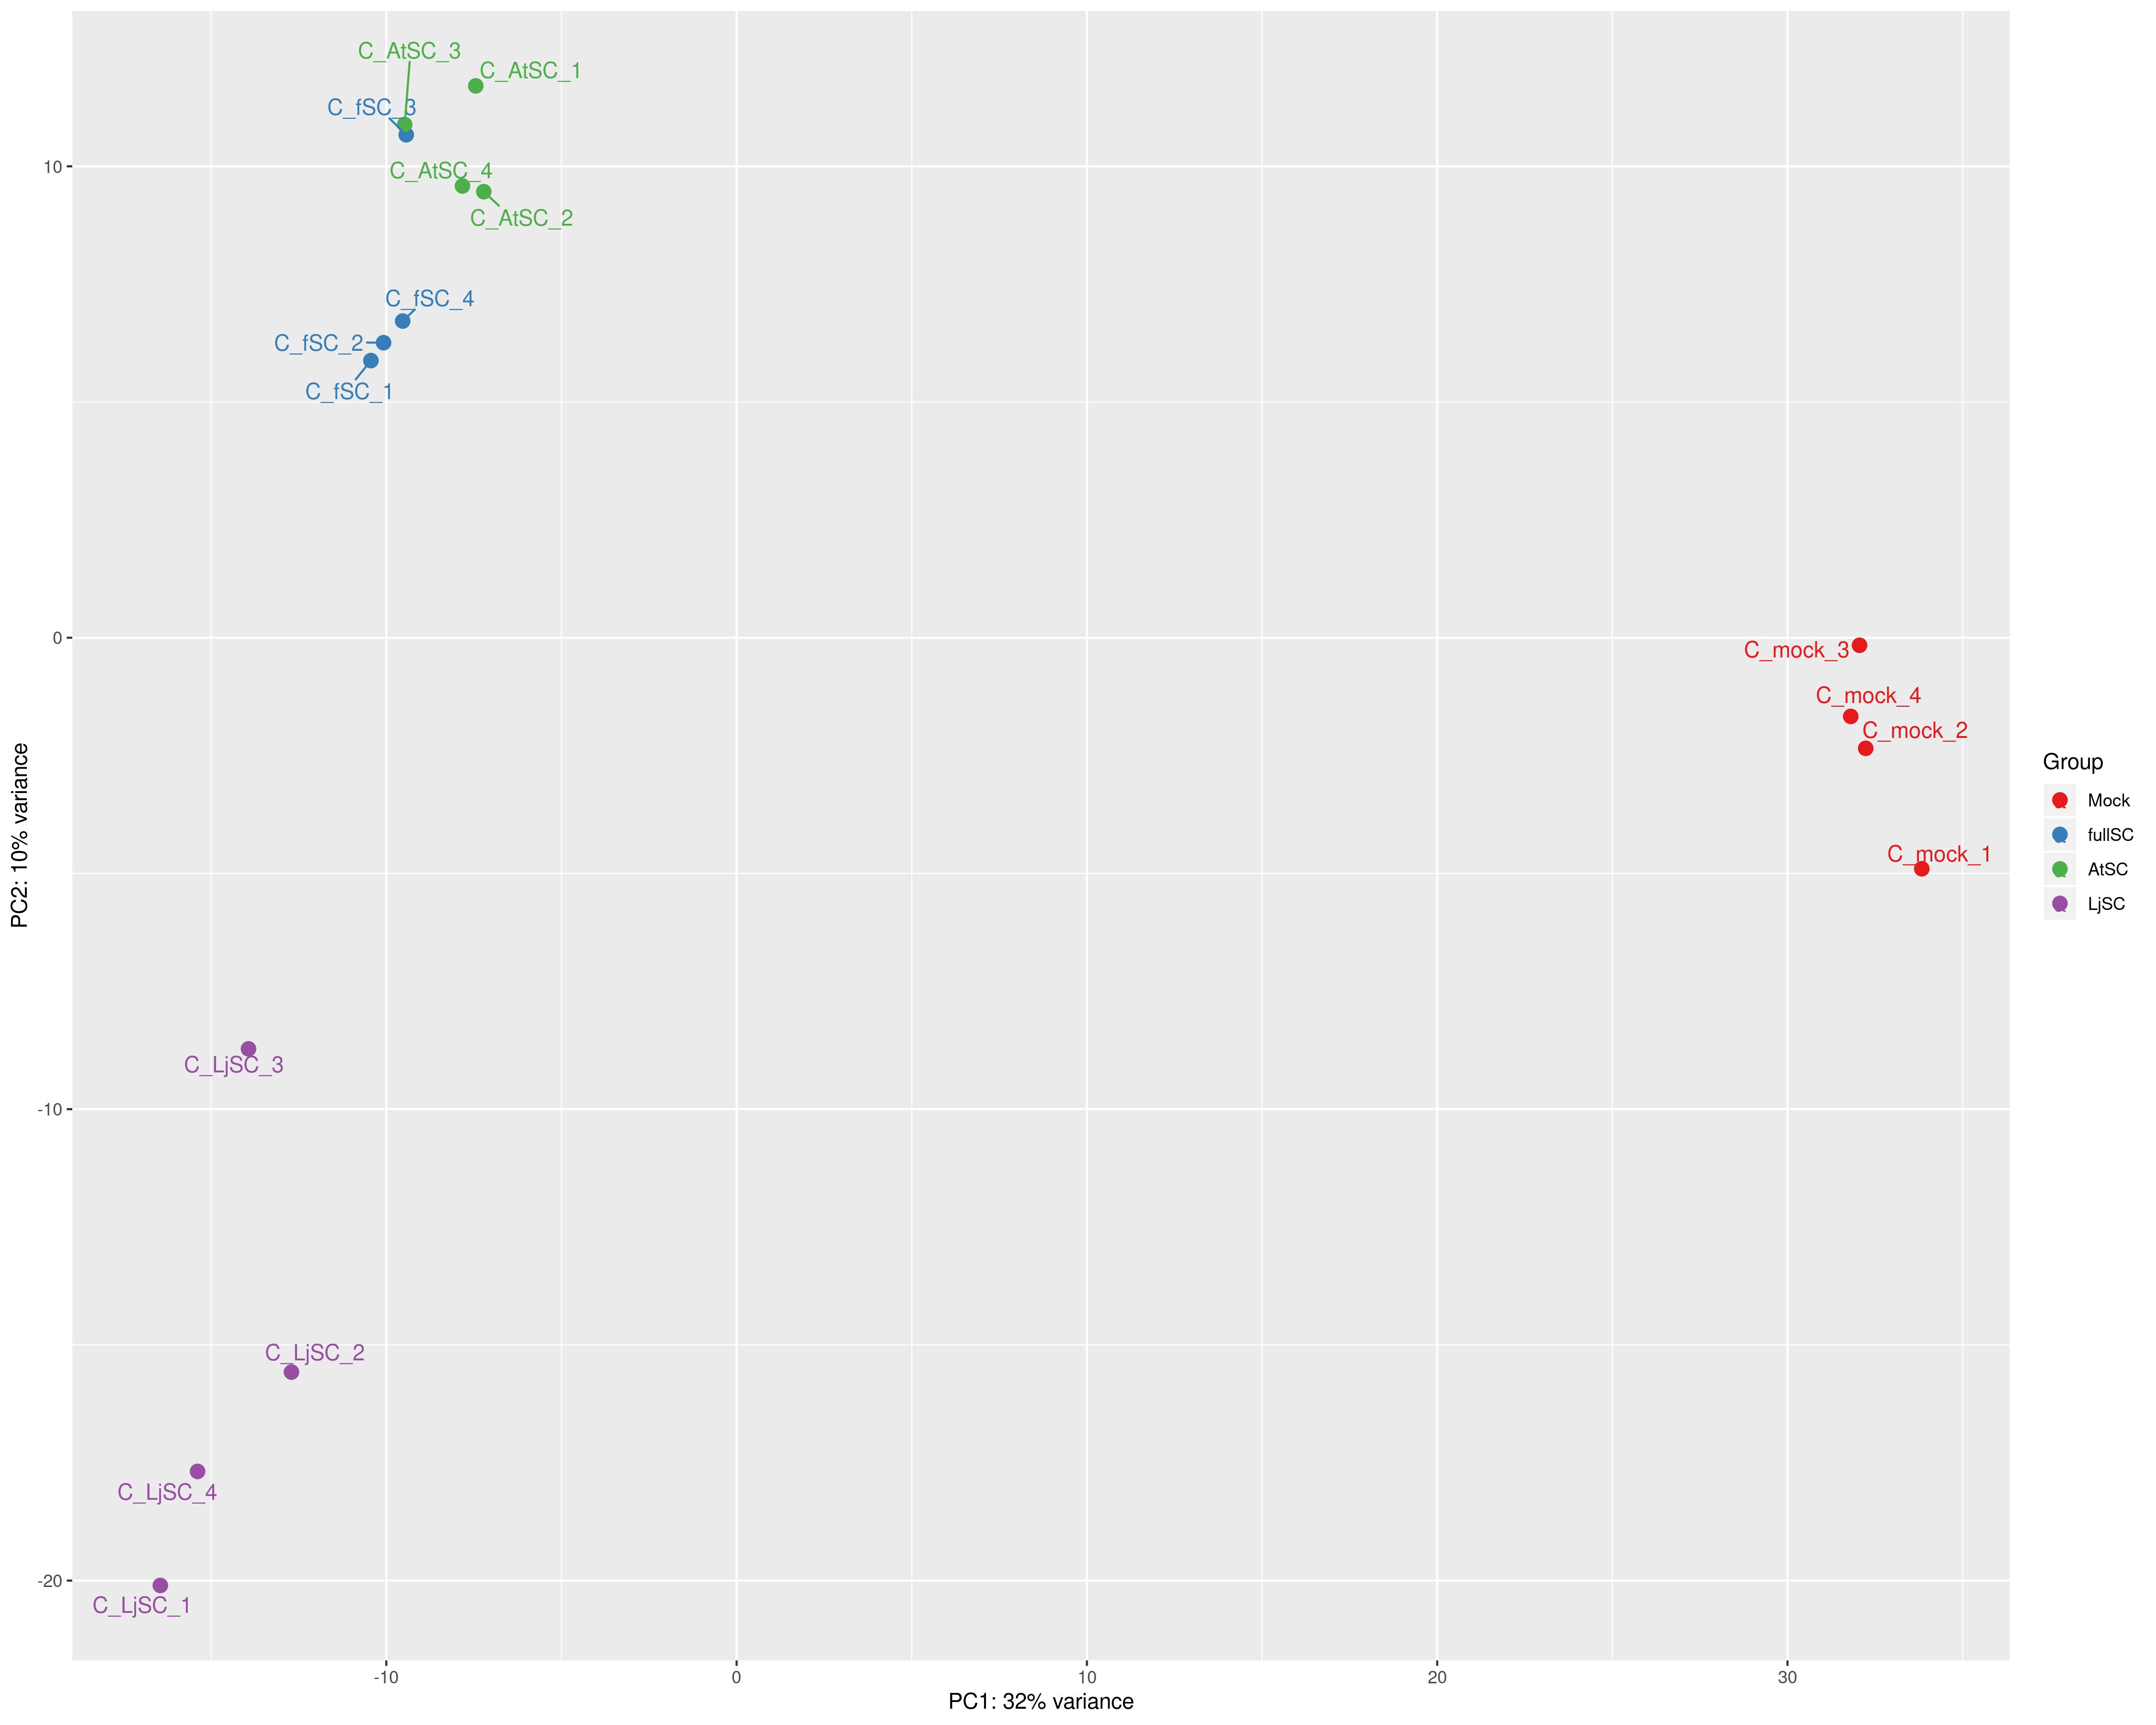 C_AtSC_3
C_AtSC_1
C_fSC_3
C_AtSC_4
C_AtSC_2
C_fSC_4
C_fSC_2
C_fSC_1
C_mock_3
C_mock_4
C_mock_2
C_mock_1
C_LjSC_3
C_LjSC_2
C_LjSC_4
C_LjSC_1
10
0
-10
-20
PC2: 10% variance
-10
0
10
20
30
PC1: 32% variance
Group
Mock
fullSC
AtSC
LjSC